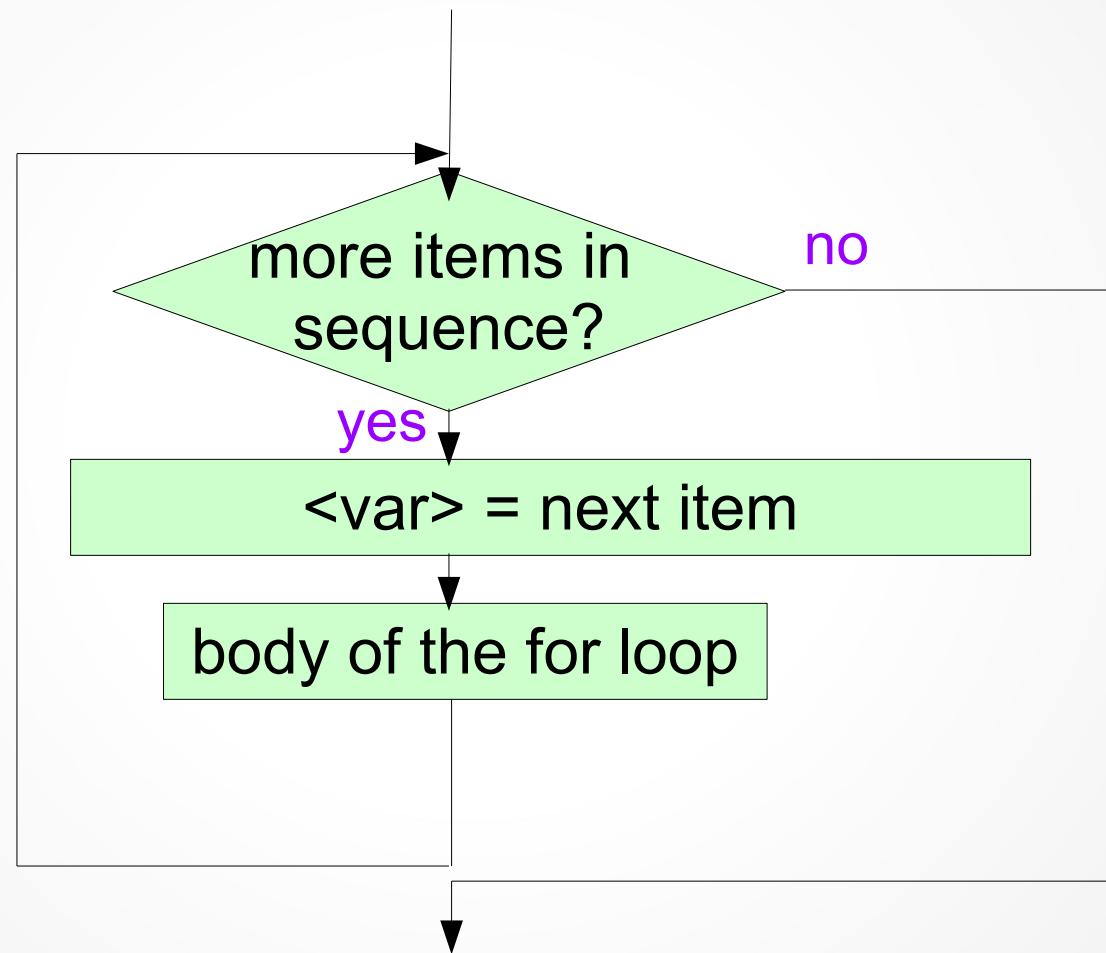 more items in
sequence?
no
yes
<var> = next item
body of the for loop